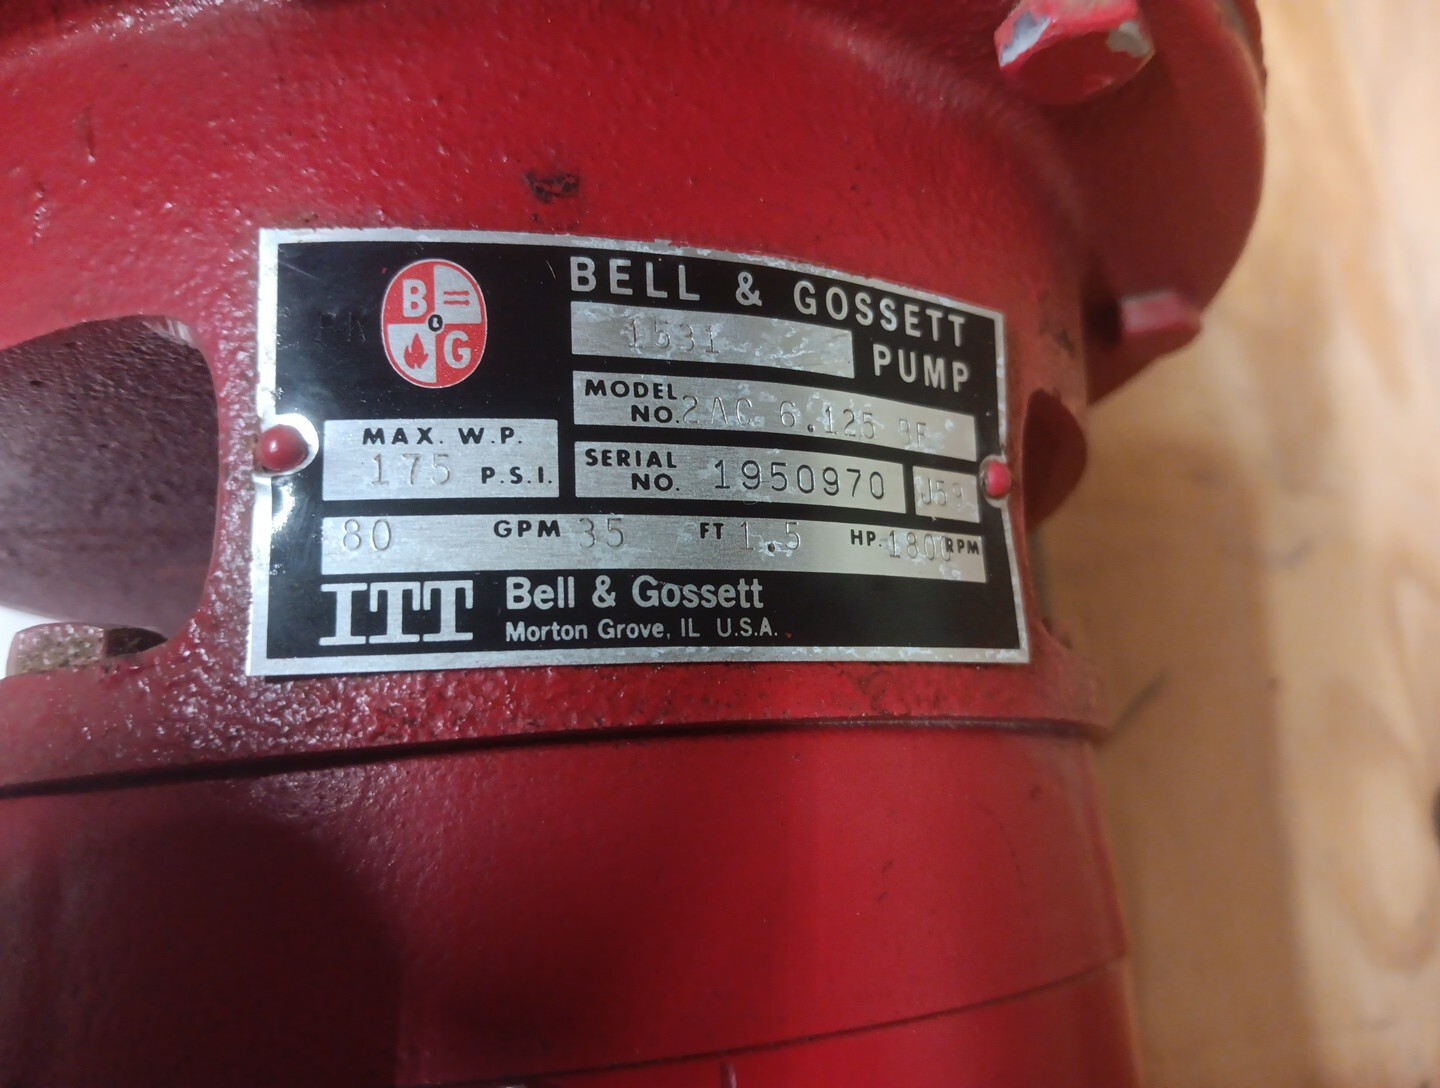 B & G
BELL & GOSSETT
1531
PUMP
MODEL NO. 2AC 6.125 BF
MAX. W.P.
175 P.S.I.
SERIAL NO. 1950970
80 GPM 35 FT 1.5 HP. 1800 RPM
ITT Bell & Gossett
Morton Grove, IL U.S.A.